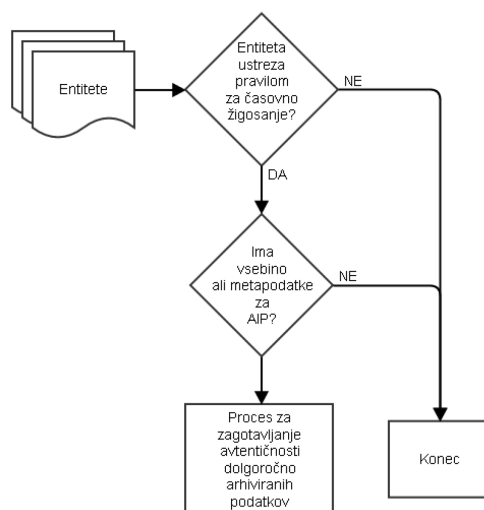 Entitete
Entiteta
ustreza
pravilom
za časovno
žigosanje?
NE
DA
Ima
vsebino
ali metapodatke
za
AIP?
NE
Proces za
zagotavljanje
avtentičnosti
dolgoročno
arhiviranih
podatkov
Konec